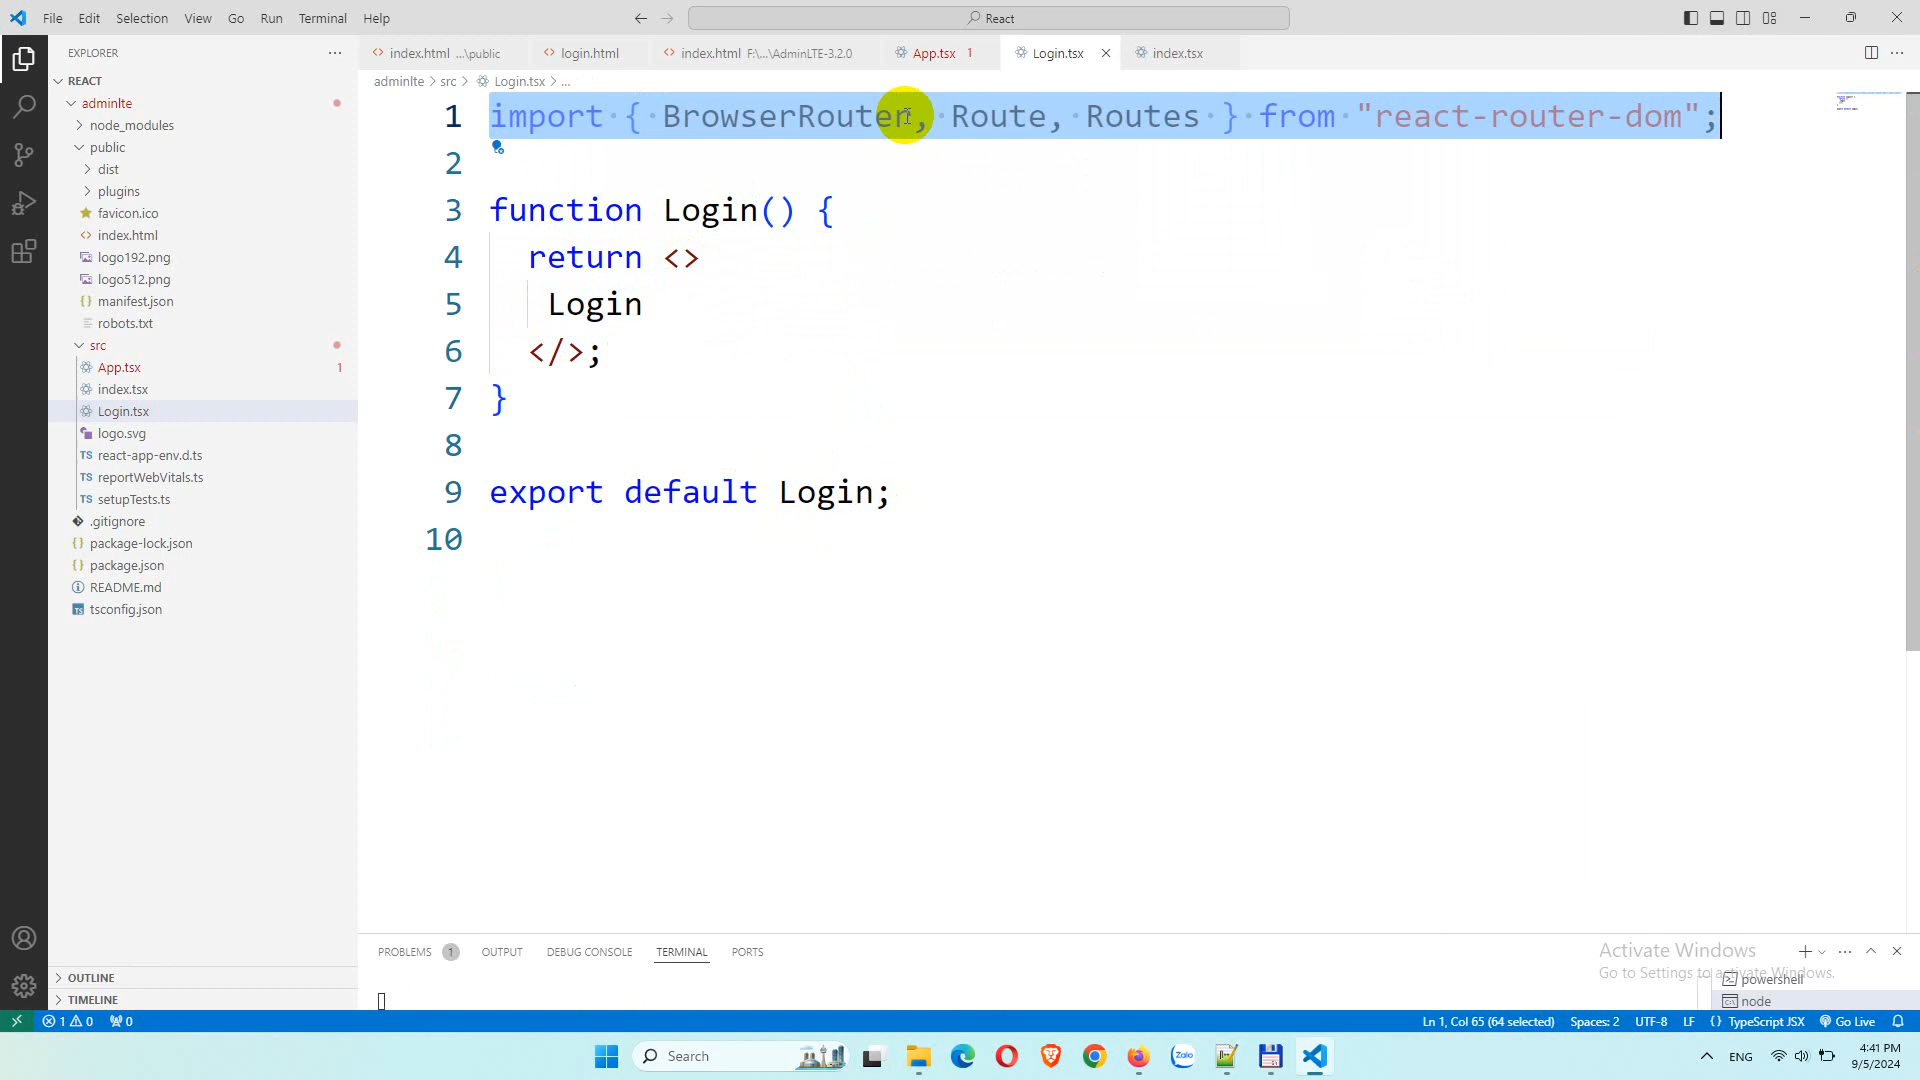 File Edit Selection View Go Run Terminal Help
React
EXPLORER
index.html ...\public
login.html
index.html F:\...\AdminLTE-3.2.0
App.tsx 1
Login.tsx
index.tsx
REACT
adminlte
node_modules
public
dist
plugins
favicon.ico
index.html
logo192.png
logo512.png
manifest.json
robots.txt
src
App.tsx 1
index.tsx
Login.tsx
logo.svg
TS react-app-env.d.ts
TS reportWebVitals.ts
TS setupTests.ts
.gitignore
package-lock.json
package.json
README.md
tsconfig.json
OUTLINE
TIMELINE
adminlte > src > Login.tsx > ...
1 import { BrowserRouter, Route, Routes } from "react-router-dom";
2
3 function Login() {
4 return <>
5 Login
6 </>;
7 }
8
9 export default Login;
10
PROBLEMS 1 OUTPUT DEBUG CONSOLE TERMINAL PORTS
Activate Windows
Go to Settings to activate Windows.
powershell
node
1 0 0
Ln 1, Col 65 (64 selected) Spaces: 2 UTF-8 LF {} TypeScript JSX Go Live
Search
Zalo
ENG
4:41 PM
9/5/2024